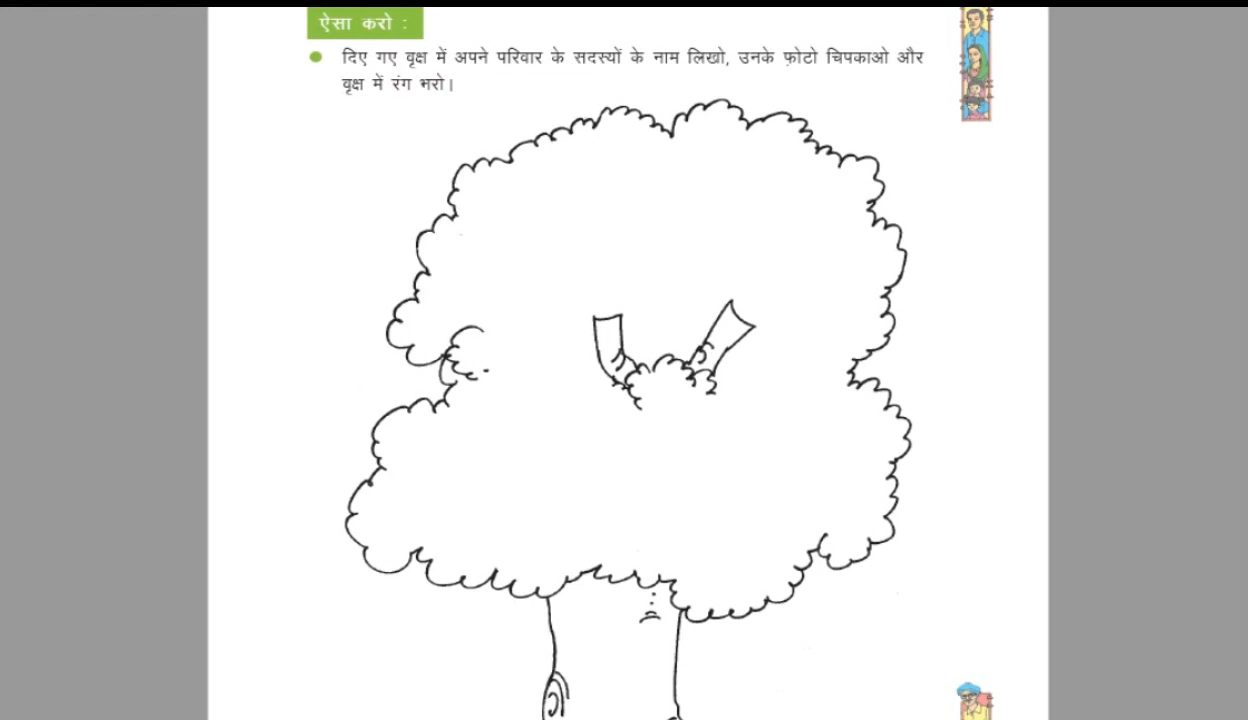 ऐसा करो :
दिए गए वृक्ष में अपने परिवार के सदस्यों के नाम लिखो, उनके फ़ोटो चिपकाओ और
वृक्ष में रंग भरो।